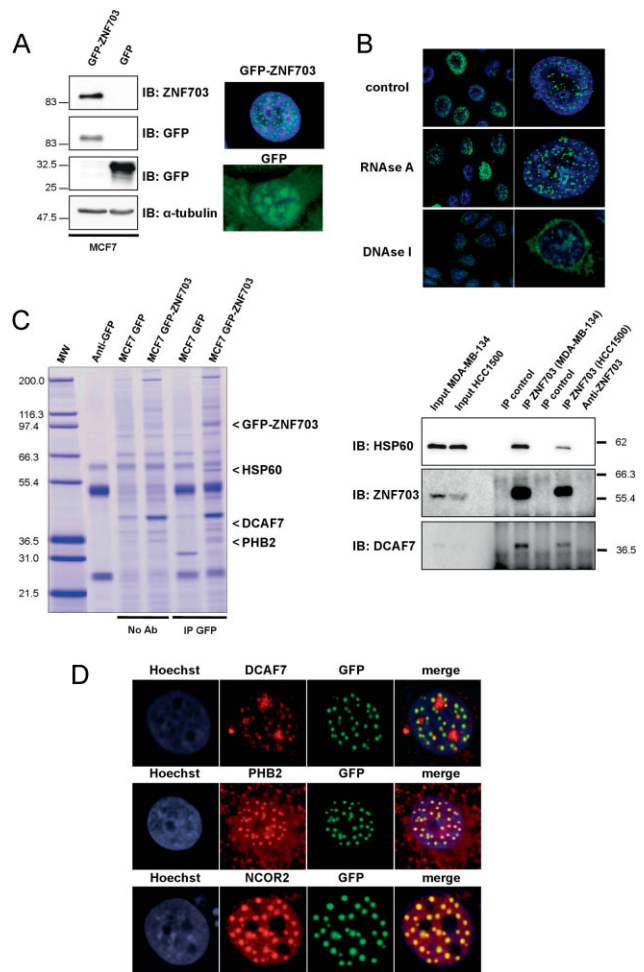 A
GFP-ZNF703
GFP
83
IB: ZNF703
83
IB: GFP
32.5
25
IB: GFP
47.5
IB: α-tubulin
MCF7
GFP-ZNF703
GFP
B
control
RNAse A
DNAse I
C
MW
Anti-GFP
MCF7 GFP
MCF7 GFP-ZNF703
MCF7 GFP
MCF7 GFP-ZNF703
200.0
116.3
97.4
66.3
55.4
36.5
31.0
21.5
< GFP-ZNF703
< HSP60
< DCAF7
< PHB2
No Ab
IP GFP
Input MDA-MB-134
Input HCC1500
IP control
IP ZNF703 (MDA-MB-134)
IP control
IP ZNF703 (HCC1500)
Anti-ZNF703
IB: HSP60
62
IB: ZNF703
66.3
55.4
IB: DCAF7
36.5
D
Hoechst DCAF7 GFP merge
Hoechst PHB2 GFP merge
Hoechst NCOR2 GFP merge